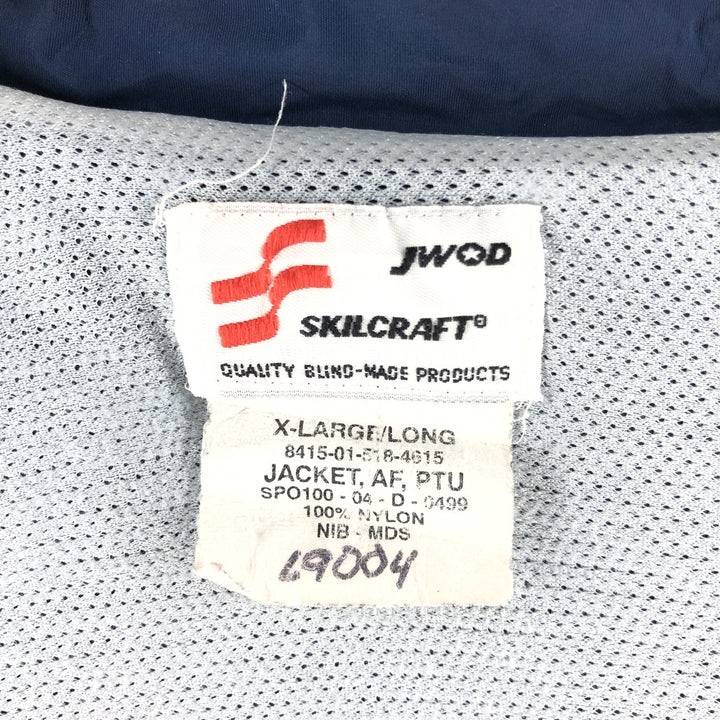 JWOD
SKILCRAFT®
QUALITY BLIND-MADE PRODUCTS
X-LARGE/LONG
8415-01-518-4615
JACKET, AF, PTU
SPO100 - 04 - D - 0499
100% NYLON
NIB - MDS
L9004